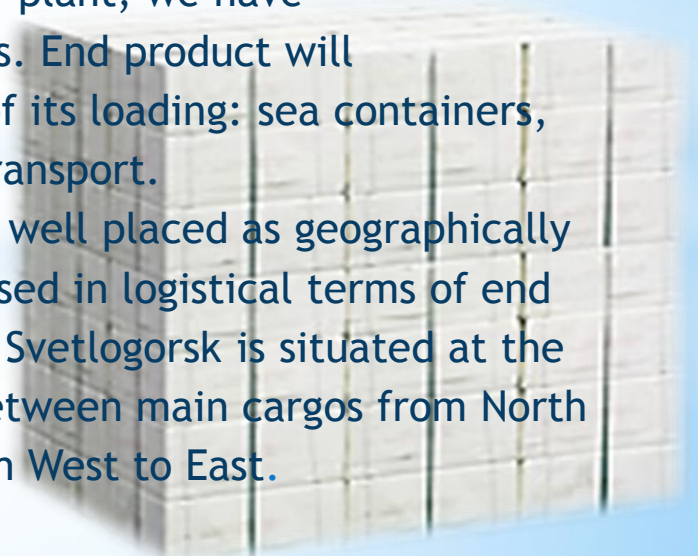 plant, we have
s. End product will
f its loading: sea containers,
ransport.
well placed as geographically
sed in logistical terms of end
Svetlogorsk is situated at the
etween main cargos from North
n West to East.